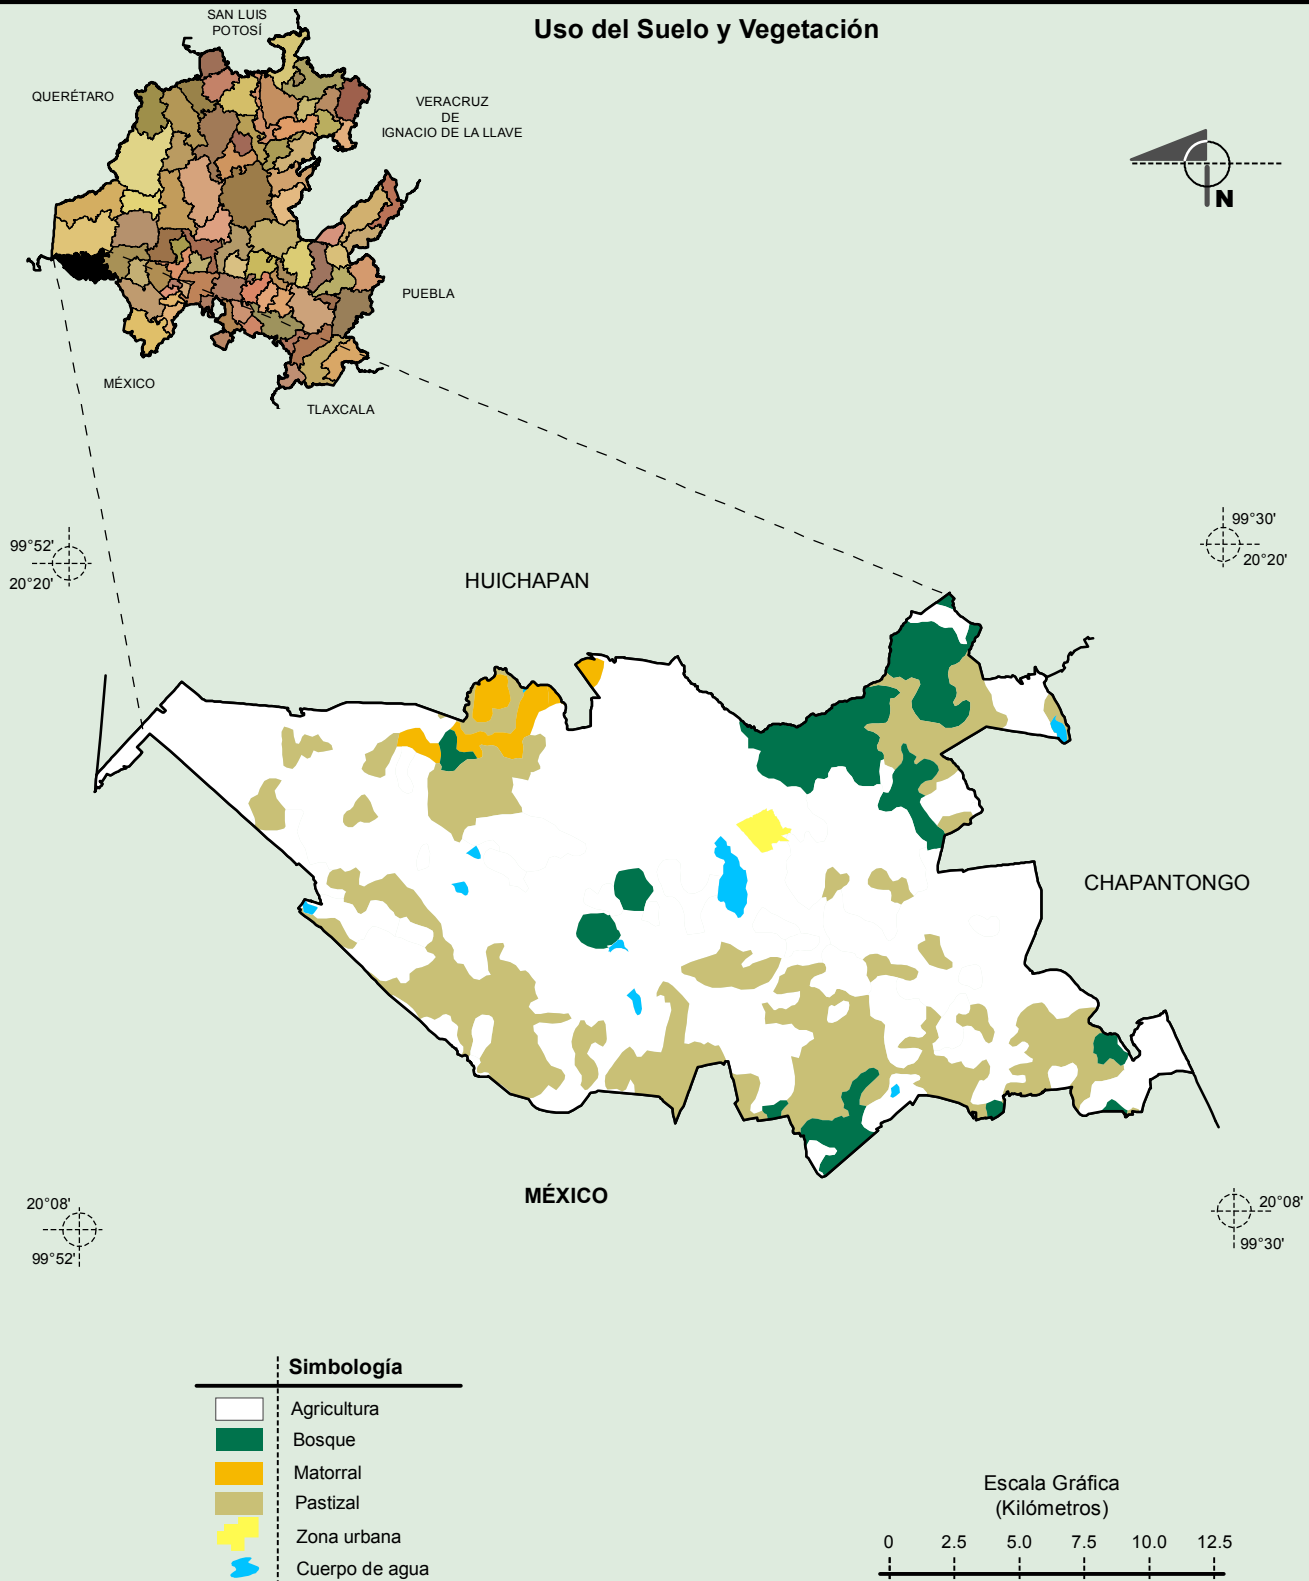 Uso del Suelo y Vegetación
SAN LUIS
POTOSÍ
QUERÉTARO
VERACRUZ
DE
IGNACIO DE LA LLAVE
N
PUEBLA
MÉXICO
TLAXCALA
99°52'
20°20'
99°30'
20°20'
HUICHAPAN
CHAPANTONGO
MÉXICO
20°08'
99°52'
20°08'
99°30'
Simbología
Agricultura
Bosque
Matorral
Pastizal
Zona urbana
Cuerpo de agua
Escala Gráfica
(Kilómetros)
0 2.5 5.0 7.5 10.0 12.5